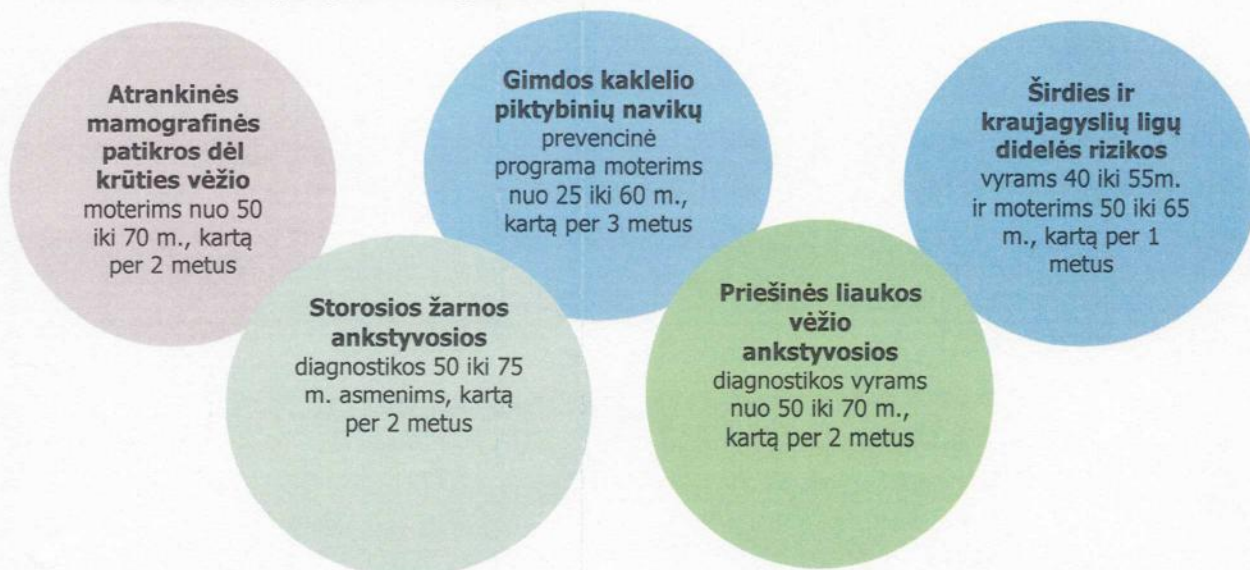 Atrankinės
mamografinės
patikros dėl
krūties vėžio
moterims nuo 50
iki 70 m., kartą
per 2 metus
Storosios žarnos
ankstyvosios
diagnostikos 50 iki 75
m. asmenims, kartą
per 2 metus
Gimdos kaklelio
piktybinių navikų
prevencinė
programa moterims
nuo 25 iki 60 m.,
kartą per 3 metus
Priešinės liaukos
vėžio
ankstyvosios
diagnostikos vyrams
nuo 50 iki 70 m.,
kartą per 2 metus
Širdies ir
kraujagyslių ligų
didelės rizikos
vyrams 40 iki 55m.
ir moterims 50 iki 65
m., kartą per 1
metus